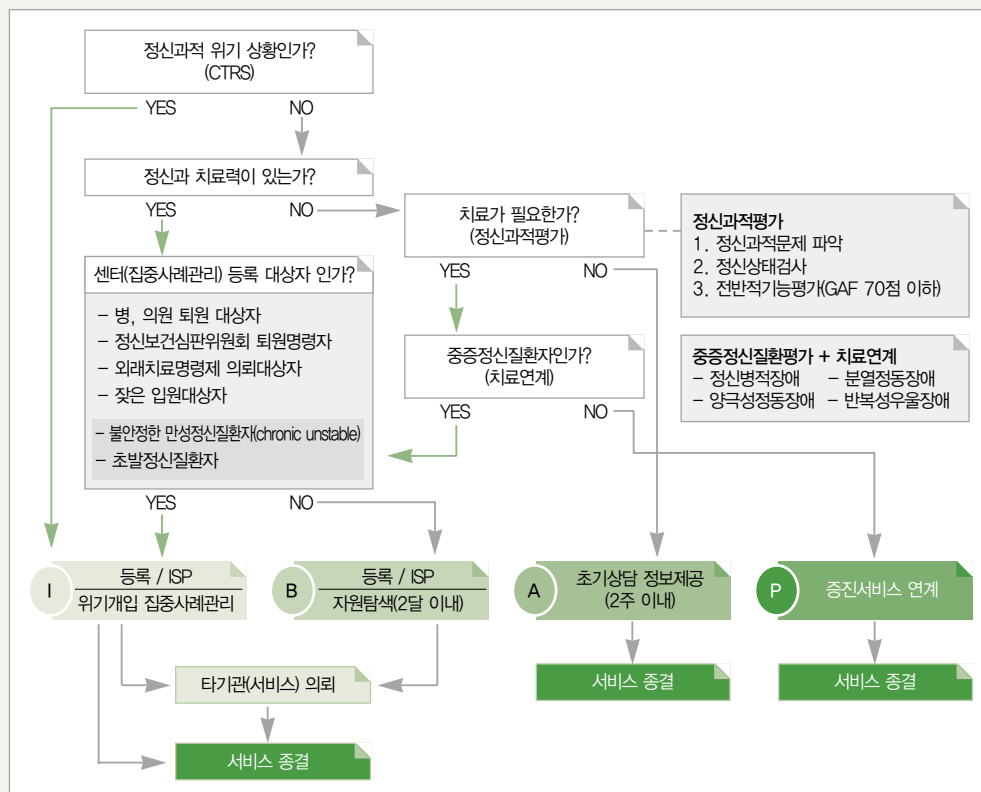 정신과적 위기 상황인가?
(CTRS)
YES
NO
정신과 치료력이 있는가?
YES
NO
치료가 필요한가?
(정신과적평가)
정신과적평가
1. 정신과적문제 파악
2. 정신상태검사
3. 전반적기능평가(GAF 70점 이하)
YES
NO
센터(집중사례관리) 등록 대상자 인가?
- 병, 의원 퇴원 대상자
- 정신보건심판위원회 퇴원명령자
- 외래치료명령제 의뢰대상자
- 잦은 입원대상자
- 불안정한 만성정신질환자(chronic unstable)
- 초발정신질환자
중증정신질환자인가?
(치료연계)
중증정신질환평가 + 치료연계
- 정신병적장애 - 분열정동장애
- 양극성정동장애 - 반복성우울장애
YES
NO
YES
NO
I
등록 / ISP
위기개입 집중사례관리
B
등록 / ISP
자원탐색(2달 이내)
A
초기상담 정보제공
(2주 이내)
P
증진서비스 연계
타기관(서비스) 의뢰
서비스 종결
서비스 종결
서비스 종결